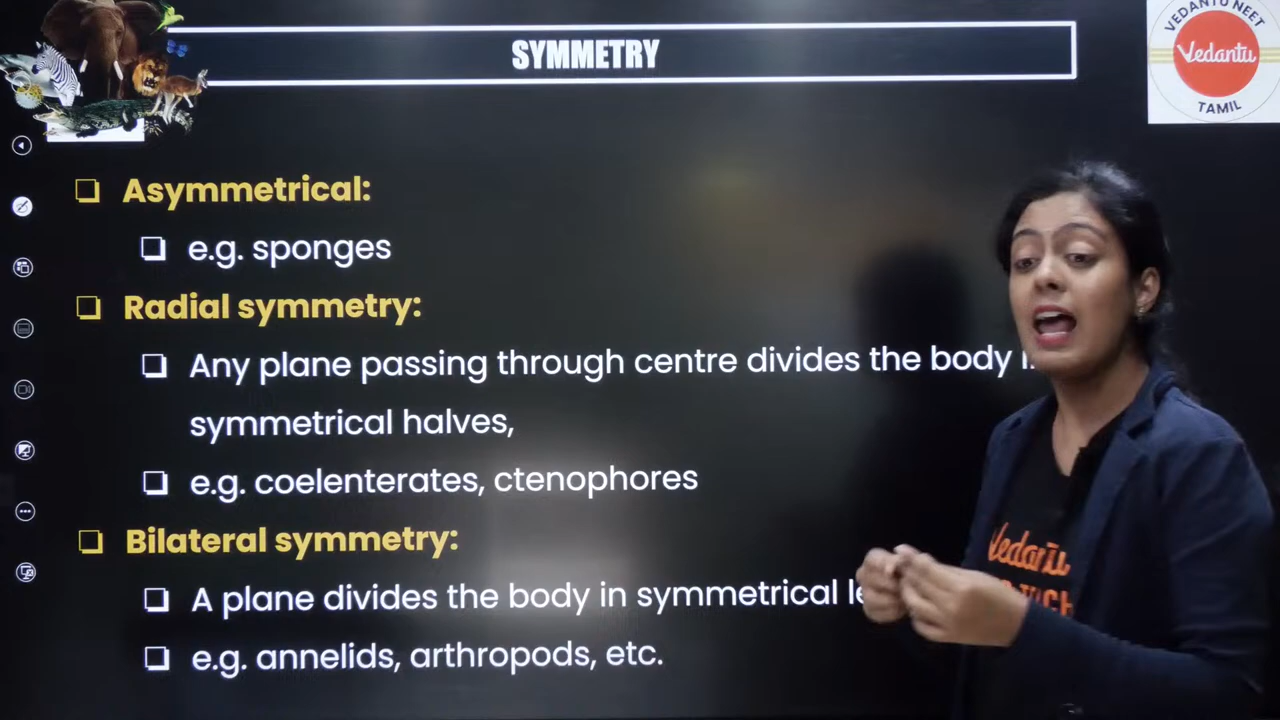 SYMMETRY
VEDANTU NEET
Vedantu
TAMIL
Asymmetrical:
e.g. sponges
Radial symmetry:
Any plane passing through centre divides the body
symmetrical halves,
e.g. coelenterates, ctenophores
Bilateral symmetry:
A plane divides the body in symmetrical
e.g. annelids, arthropods, etc.
Vedantu